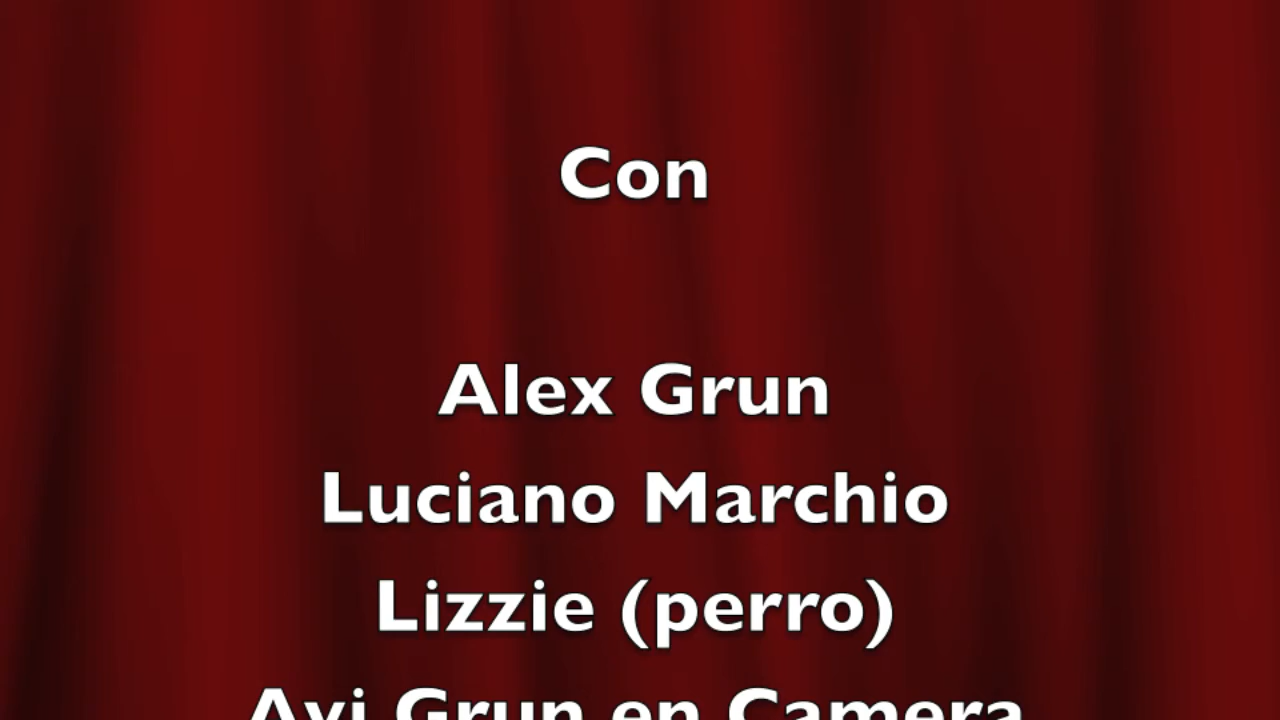 Con
Alex Grun
Luciano Marchio
Lizzie (perro)
Avi Grun en Camera